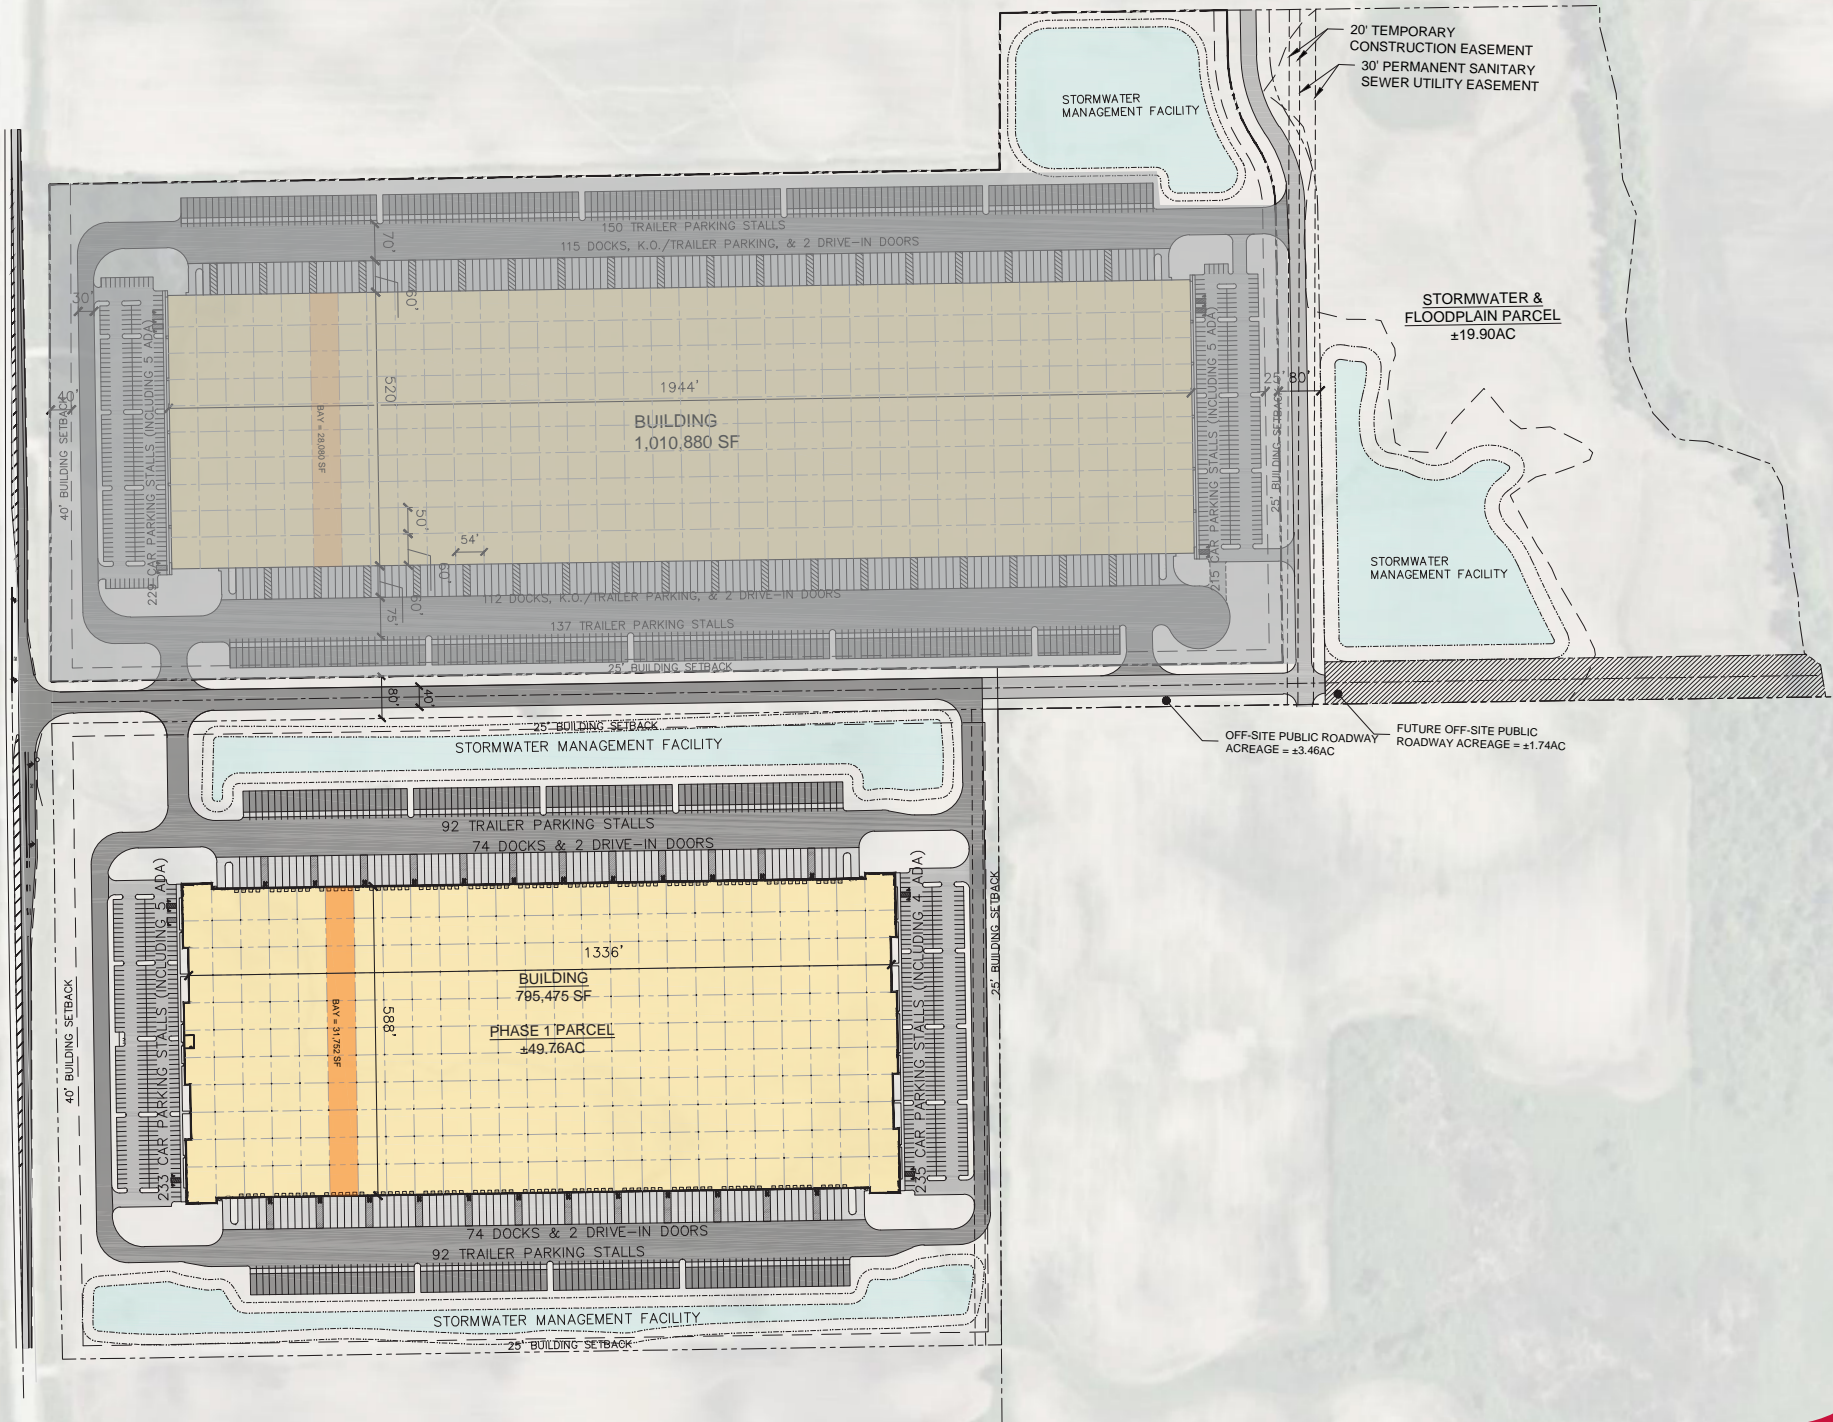 20' TEMPORARY
CONSTRUCTION EASEMENT
30' PERMANENT SANITARY
SEWER UTILITY EASEMENT
STORMWATER
MANAGEMENT FACILITY
150 TRAILER PARKING STALLS
115 DOCKS, K.O./TRAILER PARKING, & 2 DRIVE-IN DOORS
70'
60'
30'
40'
40' BUILDING SETBACK
229 CAR PARKING STALLS (INCLUDING 5 ADA)
BAY = 28,080 SF
520'
1944'
BUILDING
1,010,880 SF
50'
54'
60'
60'
75'
215 CAR PARKING STALLS (INCLUDING 5 ADA)
25'
80'
25' BUILDING SETBACK
STORMWATER &
FLOODPLAIN PARCEL
±19.90AC
STORMWATER
MANAGEMENT FACILITY
112 DOCKS, K.O./TRAILER PARKING, & 2 DRIVE-IN DOORS
137 TRAILER PARKING STALLS
25' BUILDING SETBACK
80'
40'
OFF-SITE PUBLIC ROADWAY
ACREAGE = ±3.46AC
FUTURE OFF-SITE PUBLIC
ROADWAY ACREAGE = ±1.74AC
25' BUILDING SETBACK
STORMWATER MANAGEMENT FACILITY
92 TRAILER PARKING STALLS
74 DOCKS & 2 DRIVE-IN DOORS
40' BUILDING SETBACK
233 CAR PARKING STALLS (INCLUDING 5 ADA)
BAY = 31,752 SF
588'
1336'
BUILDING
795,475 SF
PHASE 1 PARCEL
±49.76AC
235 CAR PARKING STALLS (INCLUDING 4 ADA)
25' BUILDING SETBACK
74 DOCKS & 2 DRIVE-IN DOORS
92 TRAILER PARKING STALLS
STORMWATER MANAGEMENT FACILITY
25' BUILDING SETBACK